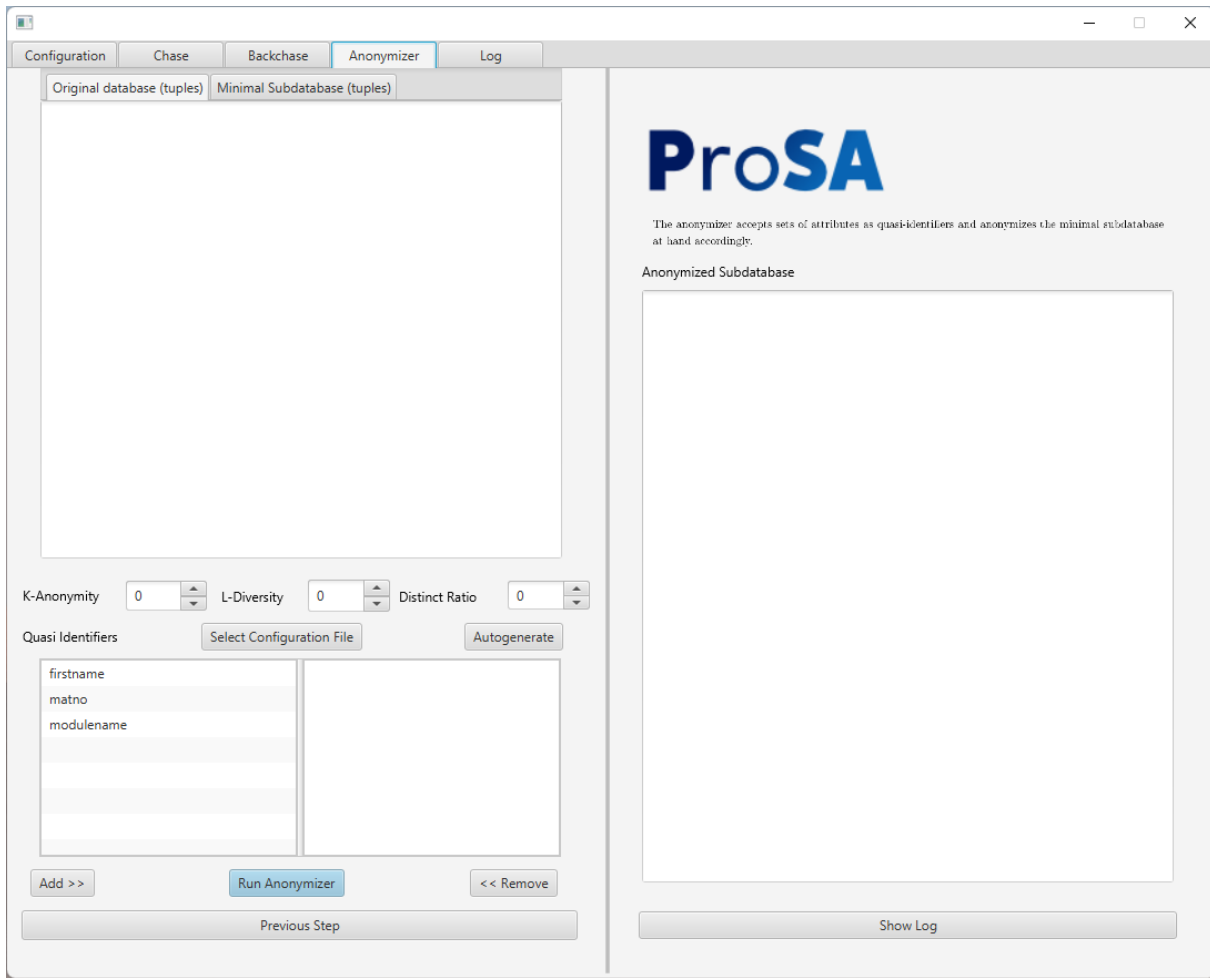 Configuration Chase Backchase Anonymizer Log
Original database (tuples) Minimal Subdatabase (tuples)
K-Anonymity 0 L-Diversity 0 Distinct Ratio 0
Quasi Identifiers Select Configuration File Autogenerate
firstname
matno
modulename
Add >> Run Anonymizer << Remove
Previous Step
ProSA
The anonymizer accepts sets of attributes as quasi-identifiers and anonymizes the minimal subdatabase
at hand accordingly.
Anonymized Subdatabase
Show Log